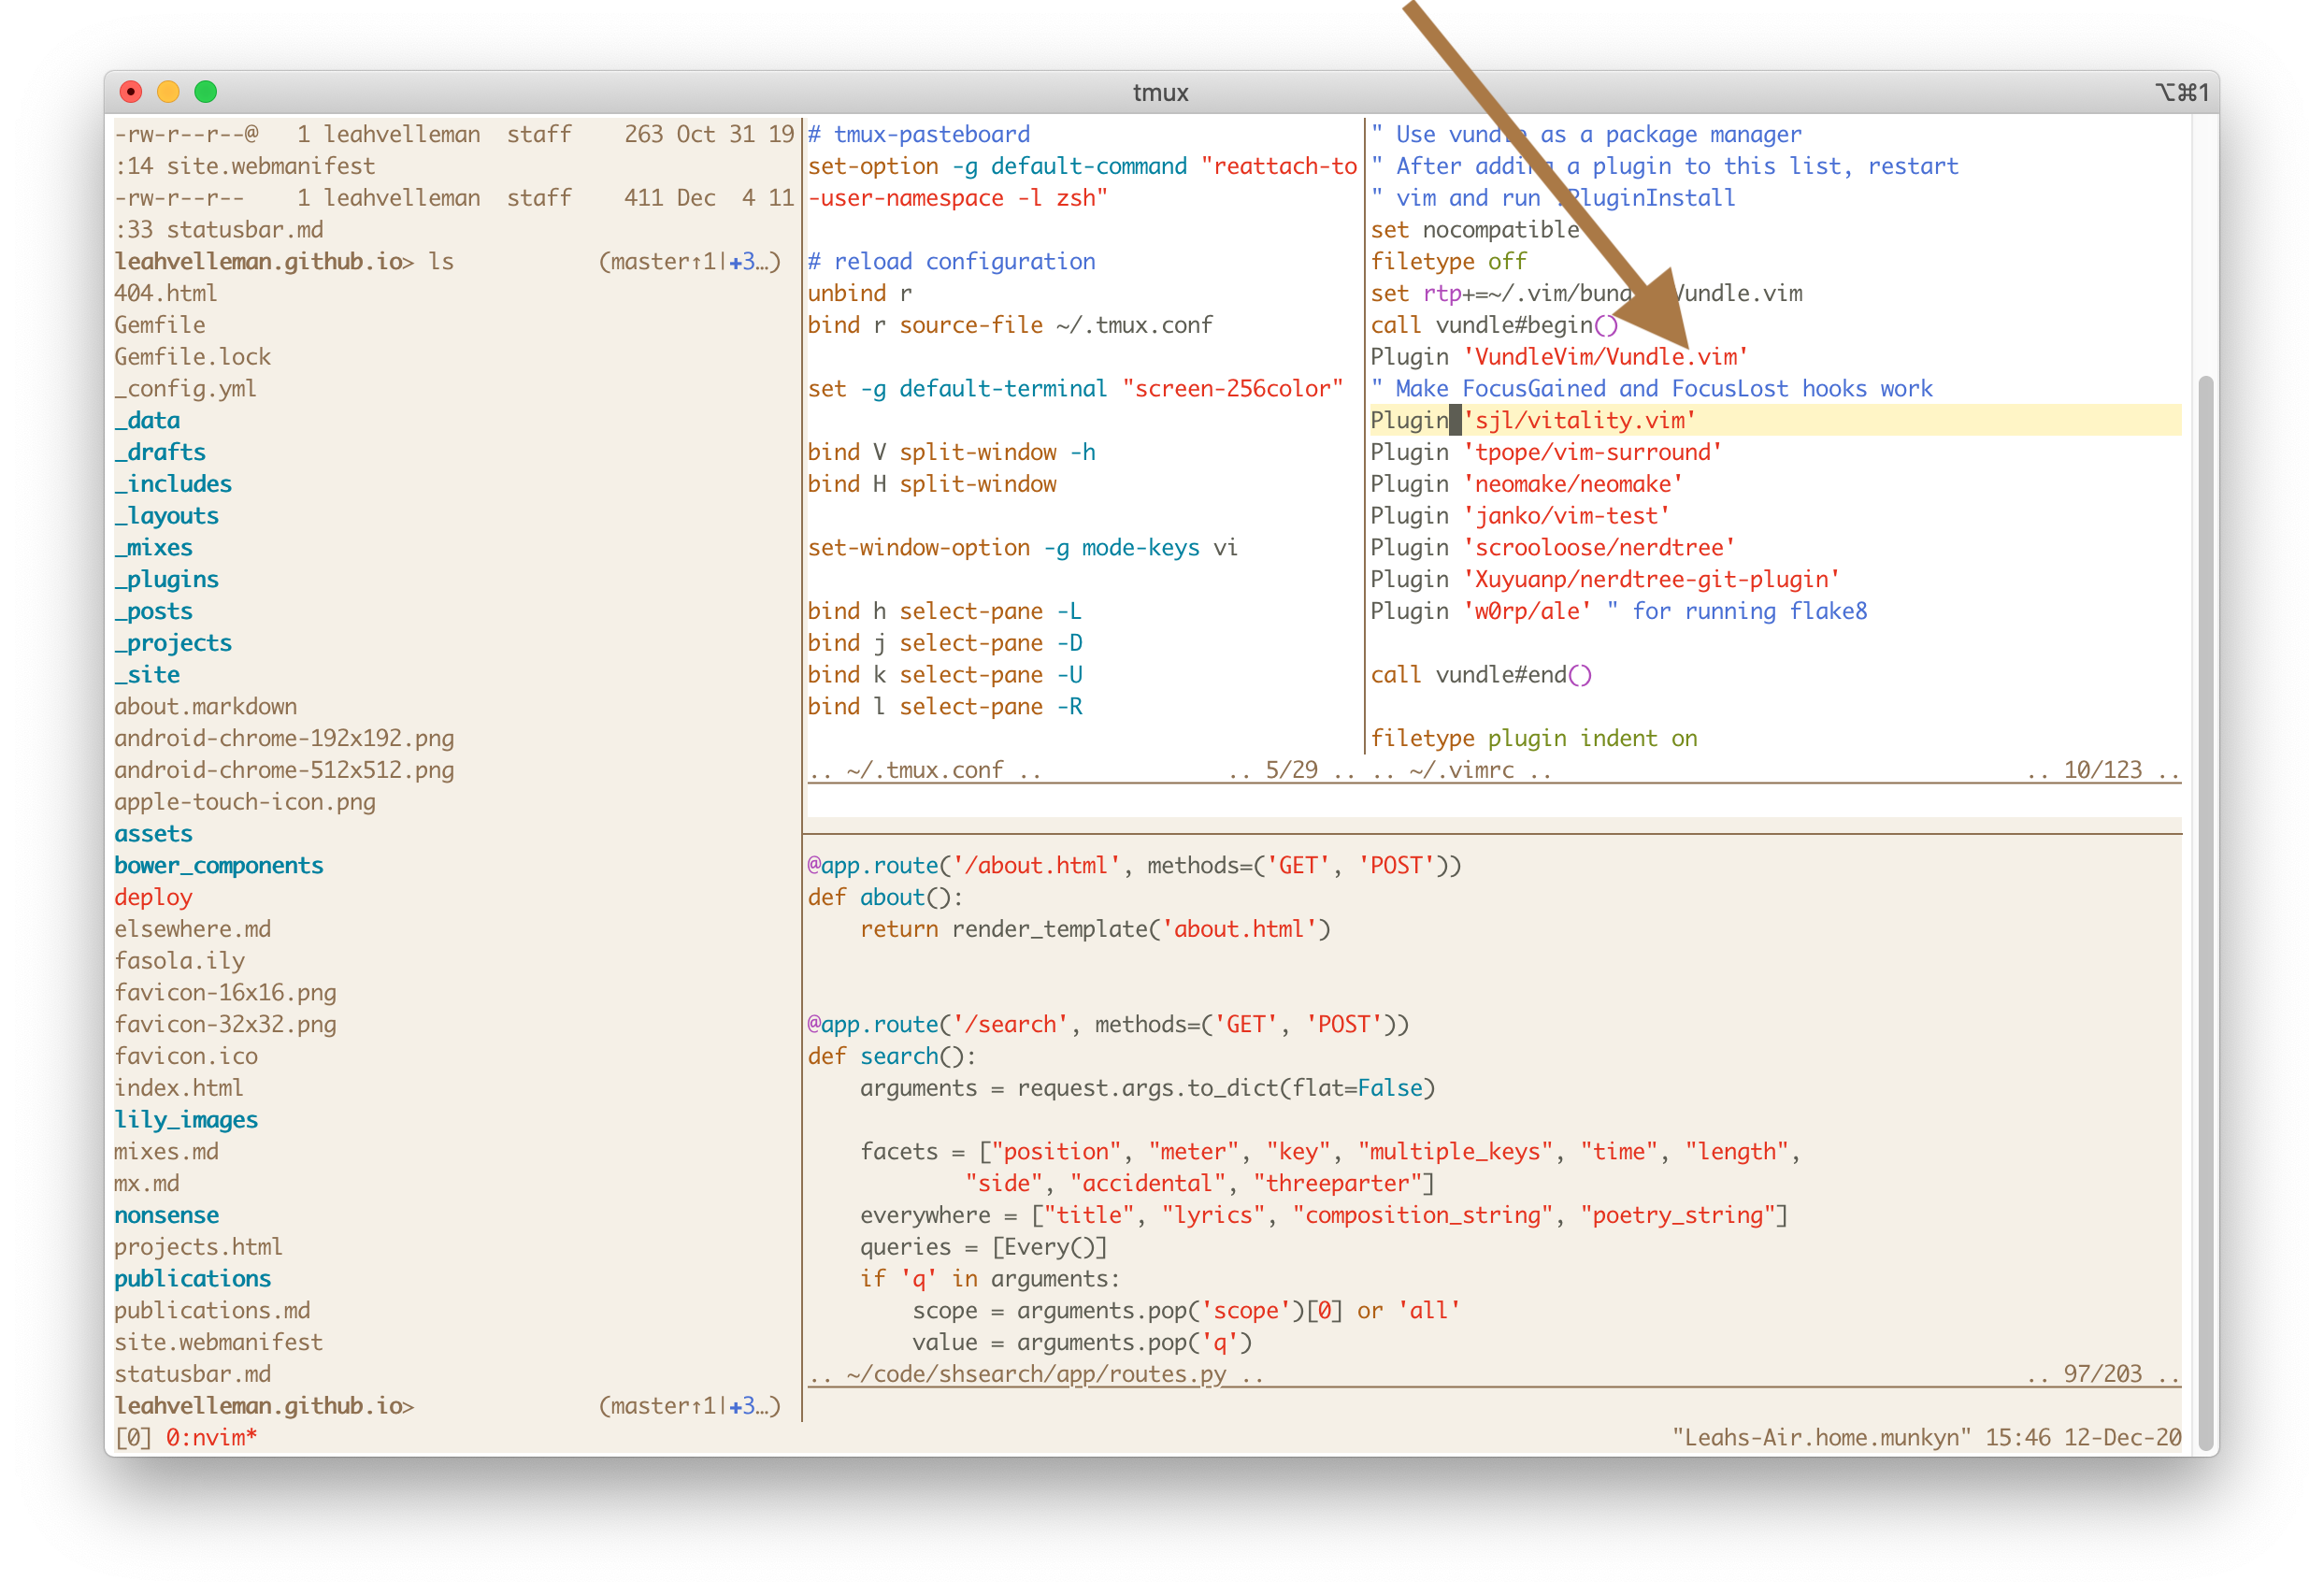 tmux
⌥⌘1
-rw-r--r--@   1 leahvelleman  staff    263 Oct 31 19
:14 site.webmanifest
-rw-r--r--    1 leahvelleman  staff    411 Dec  4 11
:33 statusbar.md
leahvelleman.github.io> ls           (master↑1|✚3…)
404.html
Gemfile
Gemfile.lock
_config.yml
_data
_drafts
_includes
_layouts
_mixes
_plugins
_posts
_projects
_site
about.markdown
android-chrome-192x192.png
android-chrome-512x512.png
apple-touch-icon.png
assets
bower_components
deploy
elsewhere.md
fasola.ily
favicon-16x16.png
favicon-32x32.png
favicon.ico
index.html
lily_images
mixes.md
mx.md
nonsense
projects.html
publications
publications.md
site.webmanifest
statusbar.md
leahvelleman.github.io>              (master↑1|✚3…)
# tmux-pasteboard
set-option -g default-command "reattach-to
-user-namespace -l zsh"
# reload configuration
unbind r
bind r source-file ~/.tmux.conf
set -g default-terminal "screen-256color"
bind V split-window -h
bind H split-window
set-window-option -g mode-keys vi
bind h select-pane -L
bind j select-pane -D
bind k select-pane -U
bind l select-pane -R
.. ~/.tmux.conf ..              .. 5/29 ..
" Use vundle as a package manager
" After adding a plugin to this list, restart
" vim and run :PluginInstall
set nocompatible
filetype off
set rtp+=~/.vim/bundle/Vundle.vim
call vundle#begin()
Plugin 'VundleVim/Vundle.vim'
" Make FocusGained and FocusLost hooks work
Plugin 'sjl/vitality.vim'
Plugin 'tpope/vim-surround'
Plugin 'neomake/neomake'
Plugin 'janko/vim-test'
Plugin 'scrooloose/nerdtree'
Plugin 'Xuyuanp/nerdtree-git-plugin'
Plugin 'w0rp/ale' " for running flake8
call vundle#end()
filetype plugin indent on
.. ~/.vimrc ..                                    .. 10/123 ..
@app.route('/about.html', methods=('GET', 'POST'))
def about():
    return render_template('about.html')
@app.route('/search', methods=('GET', 'POST'))
def search():
    arguments = request.args.to_dict(flat=False)
    facets = ["position", "meter", "key", "multiple_keys", "time", "length",
            "side", "accidental", "threeparter"]
    everywhere = ["title", "lyrics", "composition_string", "poetry_string"]
    queries = [Every()]
    if 'q' in arguments:
        scope = arguments.pop('scope')[0] or 'all'
        value = arguments.pop('q')
.. ~/code/shsearch/app/routes.py ..                                    .. 97/203 ..
[0] 0:nvim*                                    "Leahs-Air.home.munkyn" 15:46 12-Dec-20